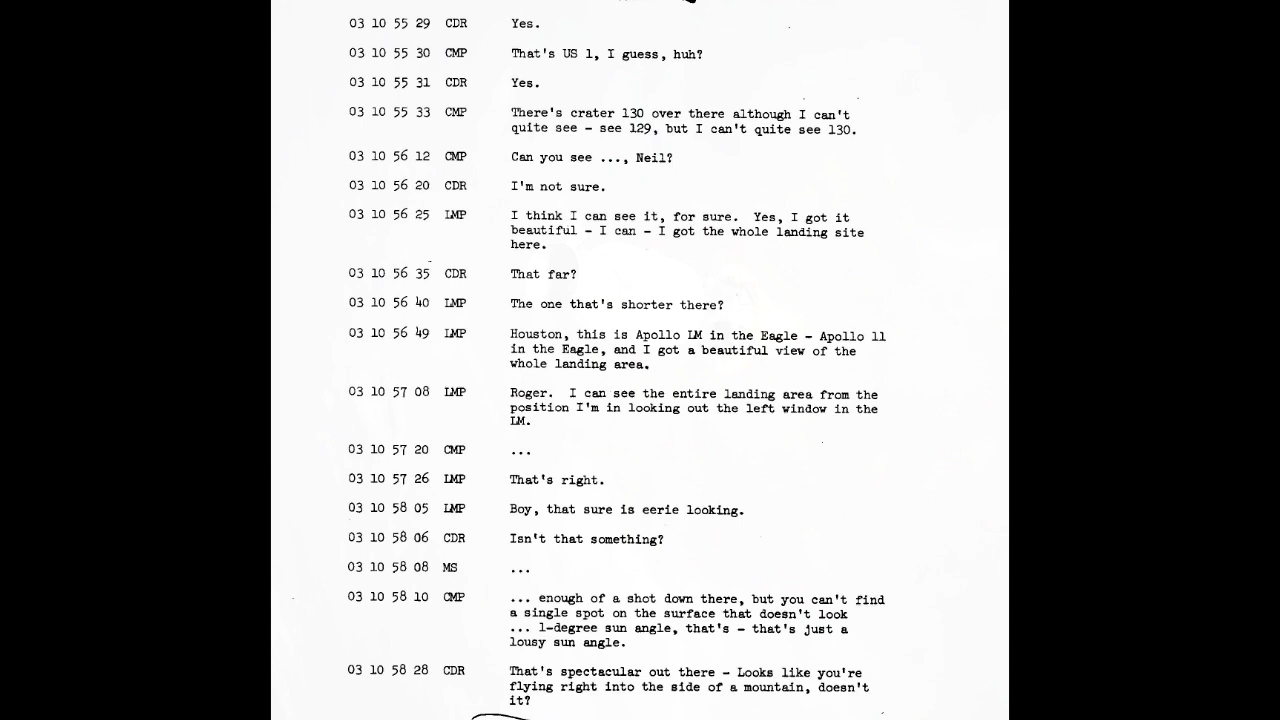 03 10 55 29 CDR Yes.
03 10 55 30 CMP That's US 1, I guess, huh?
03 10 55 31 CDR Yes.
03 10 55 33 CMP There's crater 130 over there although I can't
quite see - see 129, but I can't quite see 130.
03 10 56 12 CMP Can you see ..., Neil?
03 10 56 20 CDR I'm not sure.
03 10 56 25 LMP I think I can see it, for sure. Yes, I got it
beautiful - I can - I got the whole landing site
here.
03 10 56 35 CDR That far?
03 10 56 40 LMP The one that's shorter there?
03 10 56 49 LMP Houston, this is Apollo LM in the Eagle - Apollo 11
in the Eagle, and I got a beautiful view of the
whole landing area.
03 10 57 08 LMP Roger. I can see the entire landing area from the
position I'm in looking out the left window in the
LM.
03 10 57 20 CMP ...
03 10 57 26 LMP That's right.
03 10 58 05 LMP Boy, that sure is eerie looking.
03 10 58 06 CDR Isn't that something?
03 10 58 08 MS ...
03 10 58 10 CMP ... enough of a shot down there, but you can't find
a single spot on the surface that doesn't look
... 1-degree sun angle, that's - that's just a
lousy sun angle.
03 10 58 28 CDR That's spectacular out there - Looks like you're
flying right into the side of a mountain, doesn't
it?